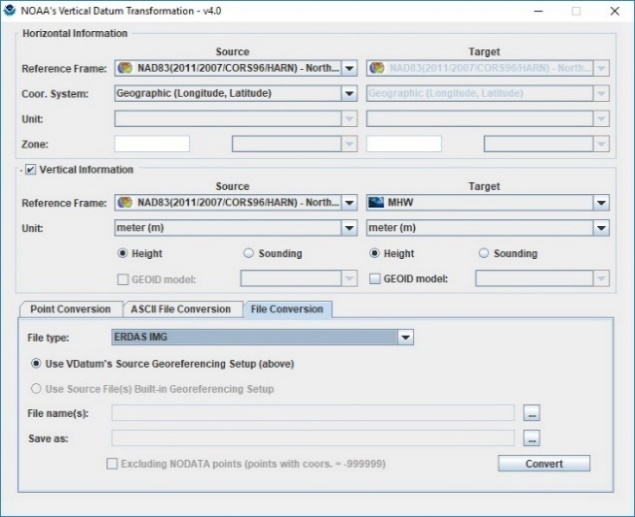 NOAA's Vertical Datum Transformation - v4.0
Horizontal Information
Source Target
Reference Frame: NAD83(2011/2007/CORS96/HARN) - North... NAD83(2011/2007/CORS96/HARN) - North...
Coor. System: Geographic (Longitude, Latitude) Geographic (Longitude, Latitude)
Unit:
Zone:
Vertical Information
Source Target
Reference Frame: NAD83(2011/2007/CORS96/HARN) - North... MHW
Unit: meter (m) meter (m)
Height Sounding Height Sounding
GEOID model: GEOID model:
Point Conversion ASCII File Conversion File Conversion
File type: ERDAS IMG
Use VDatum's Source Georeferencing Setup (above)
Use Source File(s) Built-in Georeferencing Setup
File name(s): ...
Save as: ...
Excluding NODATA points (points with coors. = -999999) Convert